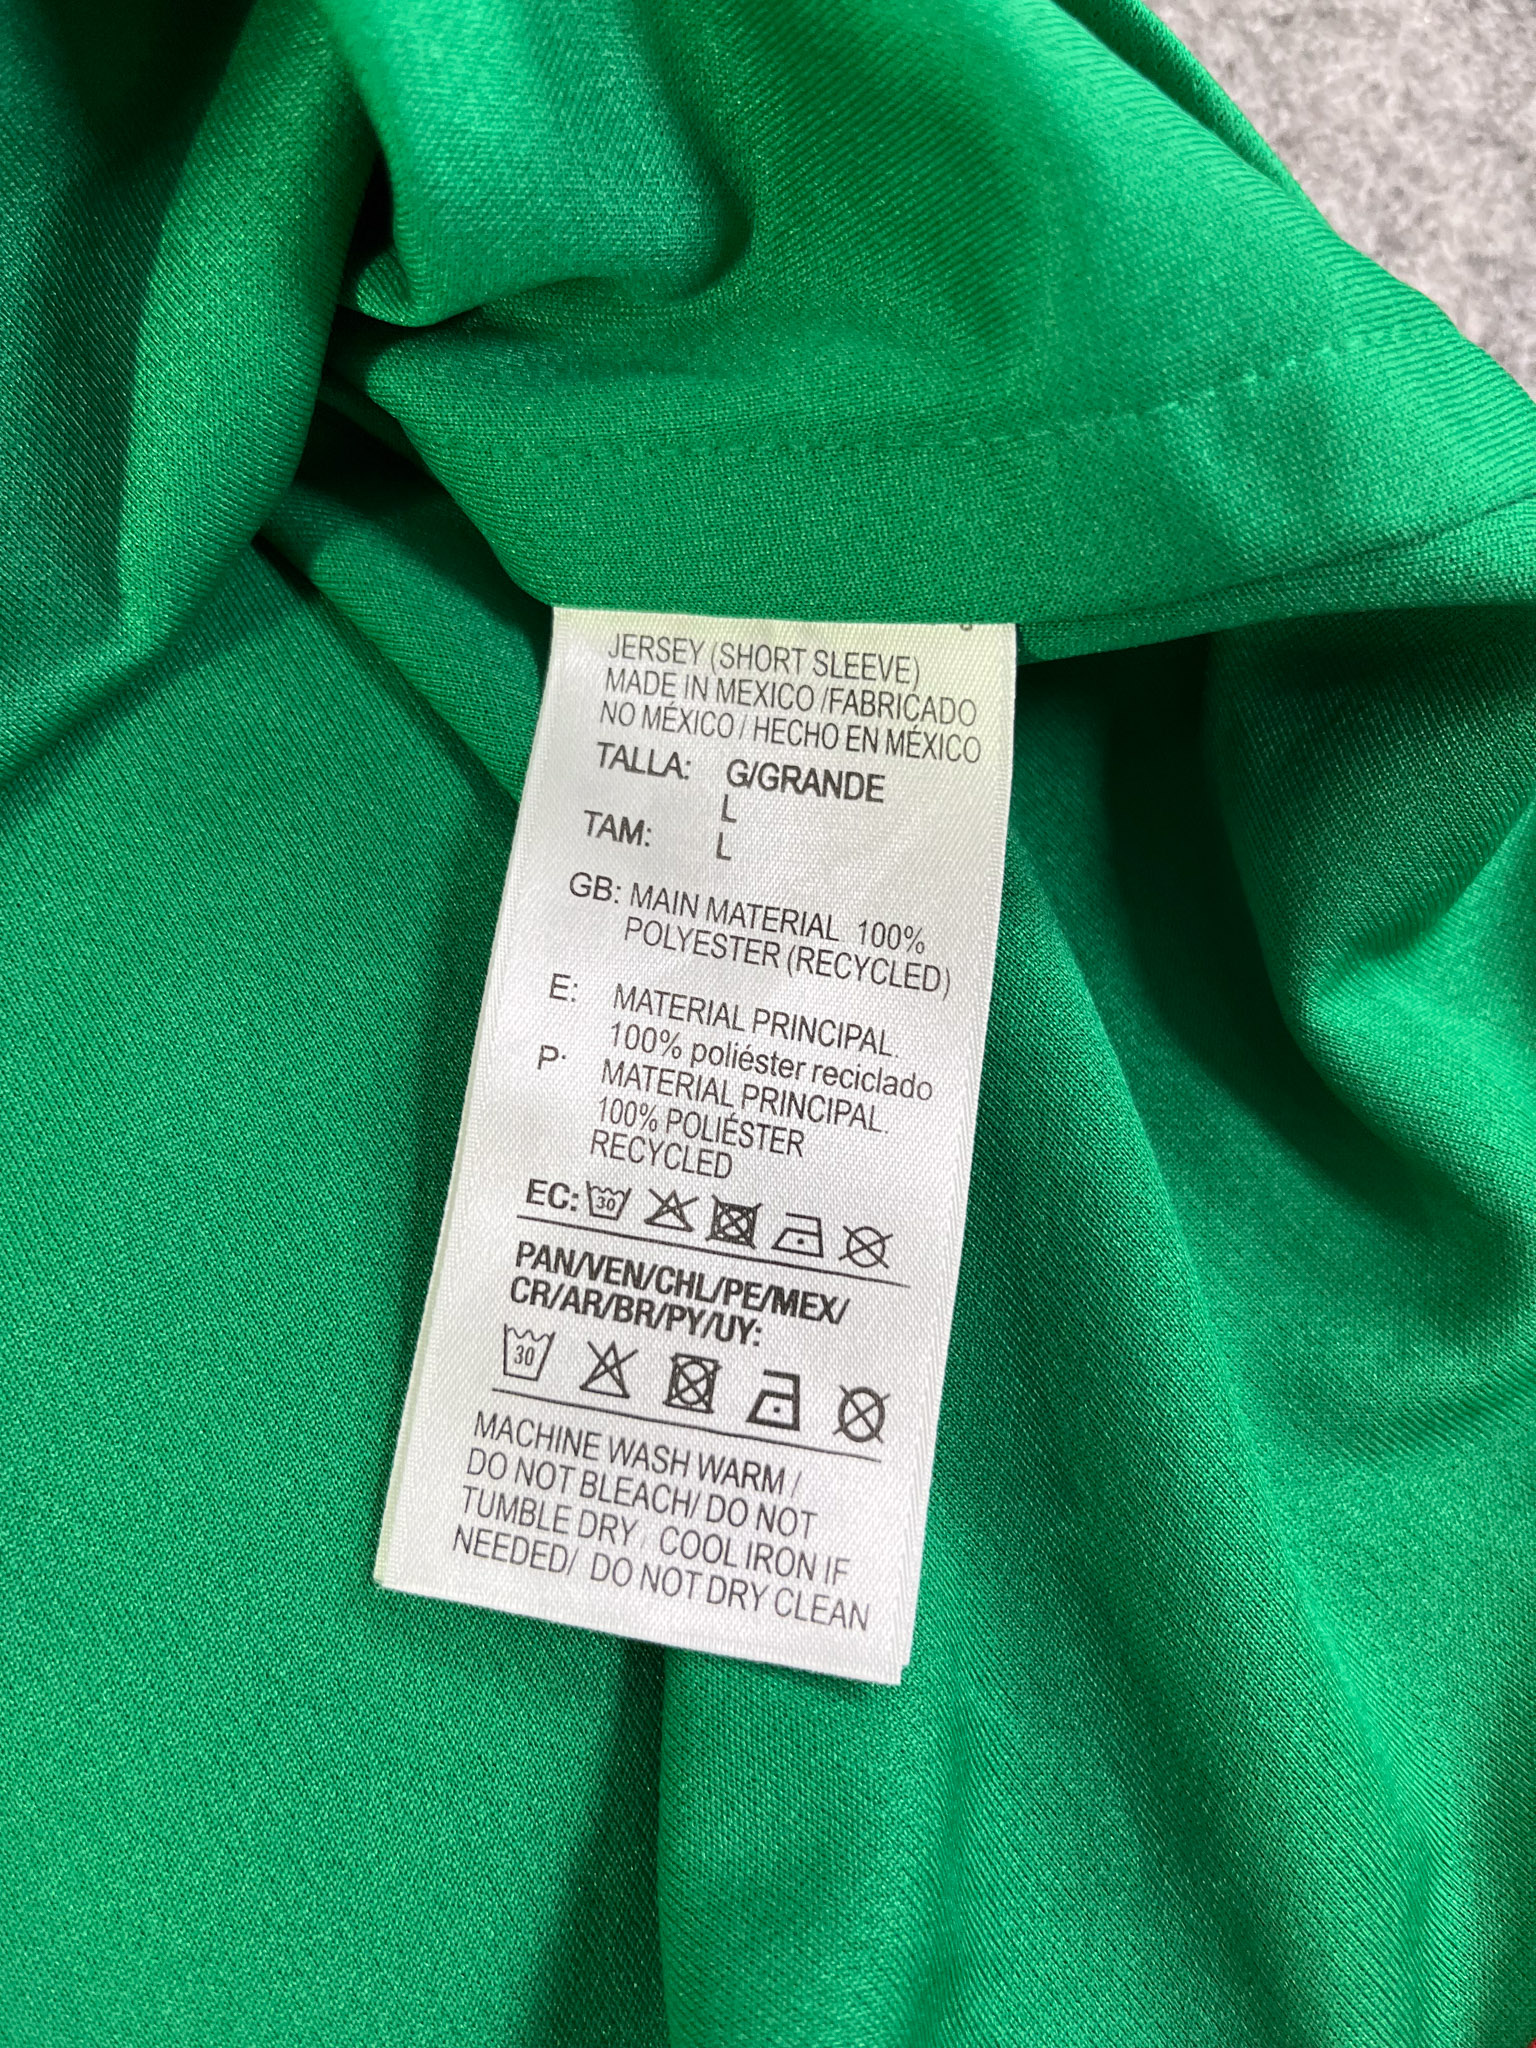 JERSEY (SHORT SLEEVE)
MADE IN MEXICO /FABRICADO
NO MÉXICO / HECHO EN MÉXICO
TALLA: G/GRANDE
L
TAM: L
GB: MAIN MATERIAL 100%
POLYESTER (RECYCLED)
E: MATERIAL PRINCIPAL.
100% poliéster reciclado
P· MATERIAL PRINCIPAL.
100% POLIÉSTER
RECYCLED
EC: 30
PAN/VEN/CHL/PE/MEX/
CR/AR/BR/PY/UY:
30
MACHINE WASH WARM /
DO NOT BLEACH/ DO NOT
TUMBLE DRY / COOL IRON IF
NEEDED/ DO NOT DRY CLEAN